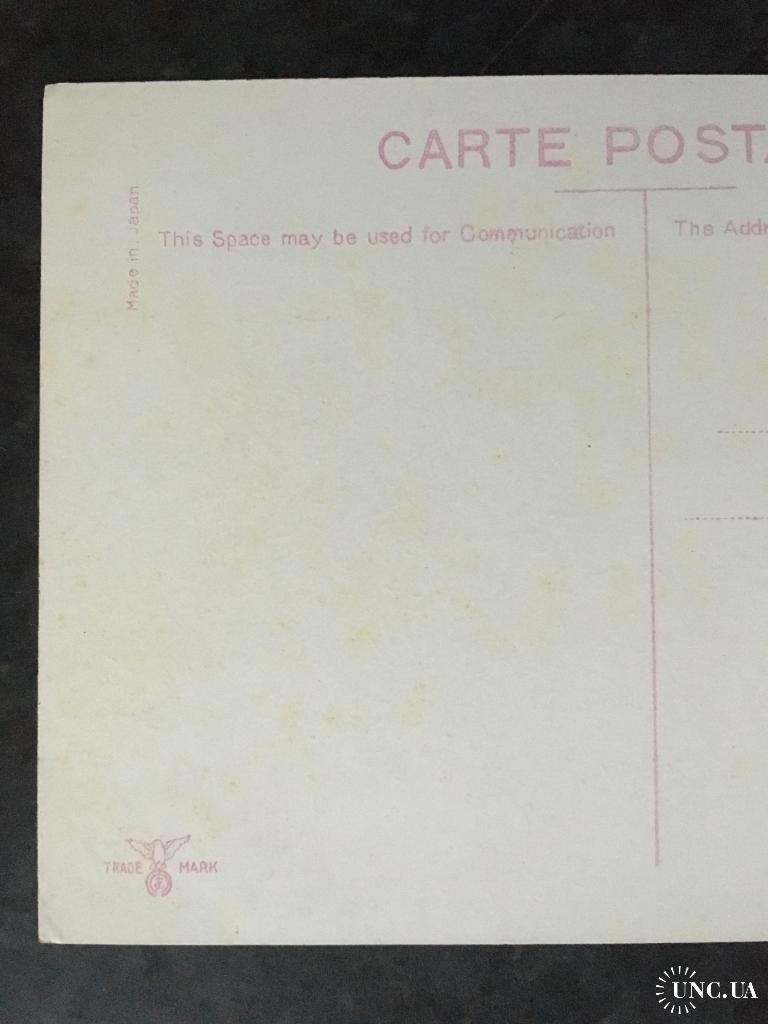 CARTE POSTA
Made in Japan
This Space may be used for Communication
The Addr
TRADE MARK
UNC.UA